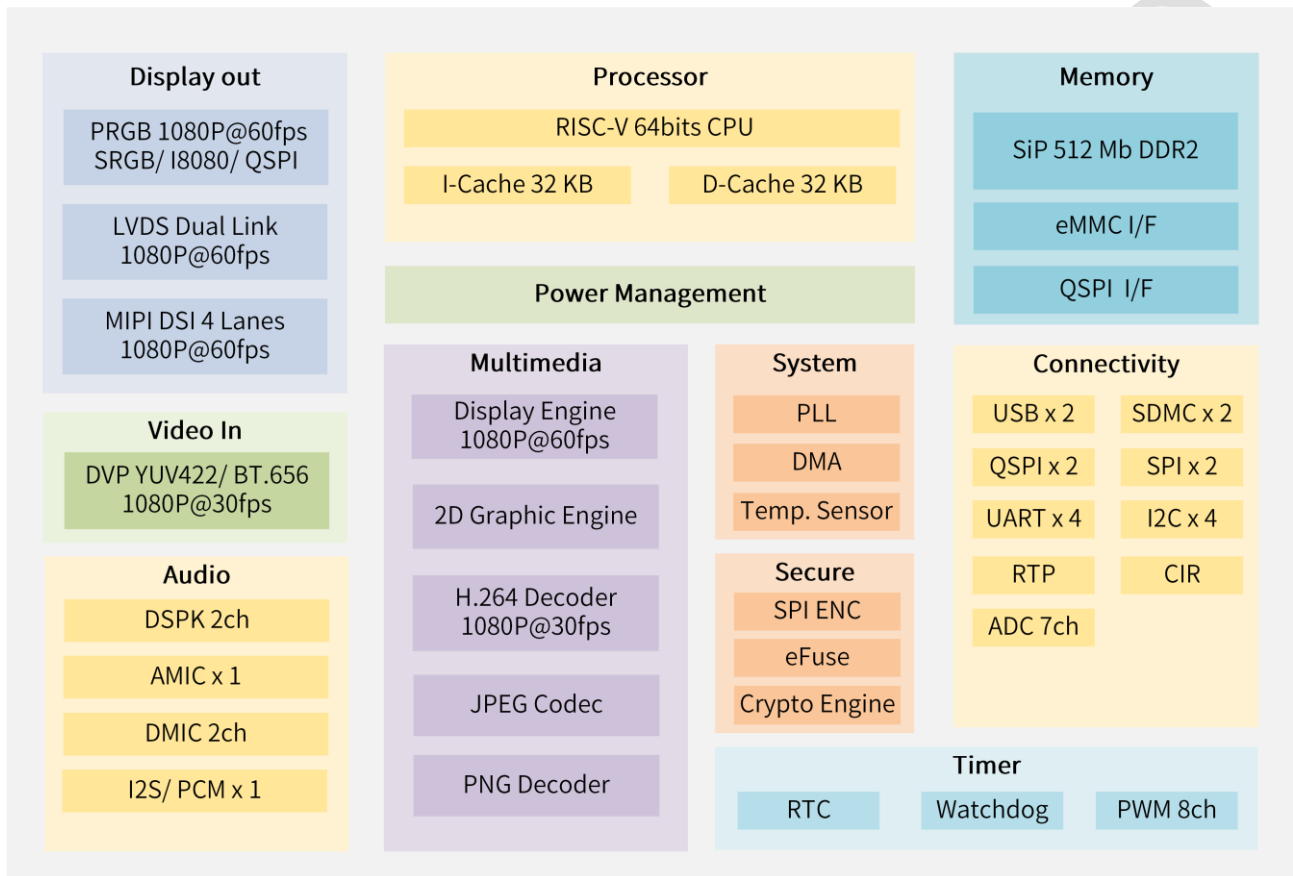 Display out
PRGB 1080P@60fps
SRGB/ I8080/ QSPI
LVDS Dual Link
1080P@60fps
MIPI DSI 4 Lanes
1080P@60fps
Video In
DVP YUV422/ BT.656
1080P@30fps
Audio
DSPK 2ch
AMIC x 1
DMIC 2ch
I2S/ PCM x 1
Processor
RISC-V 64bits CPU
I-Cache 32 KB
D-Cache 32 KB
Power Management
Multimedia
Display Engine
1080P@60fps
2D Graphic Engine
H.264 Decoder
1080P@30fps
JPEG Codec
PNG Decoder
System
PLL
DMA
Temp. Sensor
Secure
SPI ENC
eFuse
Crypto Engine
Memory
SiP 512 Mb DDR2
eMMC I/F
QSPI I/F
Connectivity
USB x 2
SDMC x 2
QSPI x 2
SPI x 2
UART x 4
I2C x 4
RTP
CIR
ADC 7ch
Timer
RTC
Watchdog
PWM 8ch